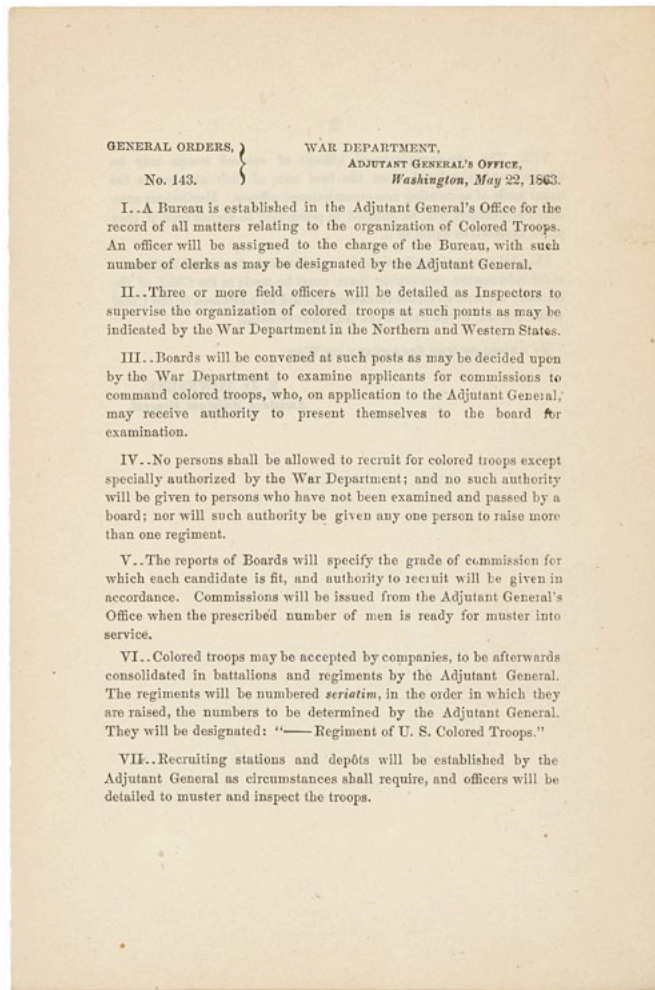 GENERAL ORDERS, WAR DEPARTMENT,
ADJUTANT GENERAL'S OFFICE,
No. 143. Washington, May 22, 1863.
I..A Bureau is established in the Adjutant General's Office for the
record of all matters relating to the organization of Colored Troops.
An officer will be assigned to the charge of the Bureau, with such
number of clerks as may be designated by the Adjutant General.
II..Three or more field officers will be detailed as Inspectors to
supervise the organization of colored troops at such points as may be
indicated by the War Department in the Northern and Western States.
III..Boards will be convened at such posts as may be decided upon
by the War Department to examine applicants for commissions to
command colored troops, who, on application to the Adjutant General,
may receive authority to present themselves to the board for
examination.
IV..No persons shall be allowed to recruit for colored troops except
specially authorized by the War Department; and no such authority
will be given to persons who have not been examined and passed by a
board; nor will such authority be given any one person to raise more
than one regiment.
V..The reports of Boards will specify the grade of commission for
which each candidate is fit, and authority to recruit will be given in
accordance. Commissions will be issued from the Adjutant General's
Office when the prescribed number of men is ready for muster into
service.
VI..Colored troops may be accepted by companies, to be afterwards
consolidated in battalions and regiments by the Adjutant General.
The regiments will be numbered seriatim, in the order in which they
are raised, the numbers to be determined by the Adjutant General.
They will be designated: "—— Regiment of U. S. Colored Troops."
VII..Recruiting stations and depôts will be established by the
Adjutant General as circumstances shall require, and officers will be
detailed to muster and inspect the troops.